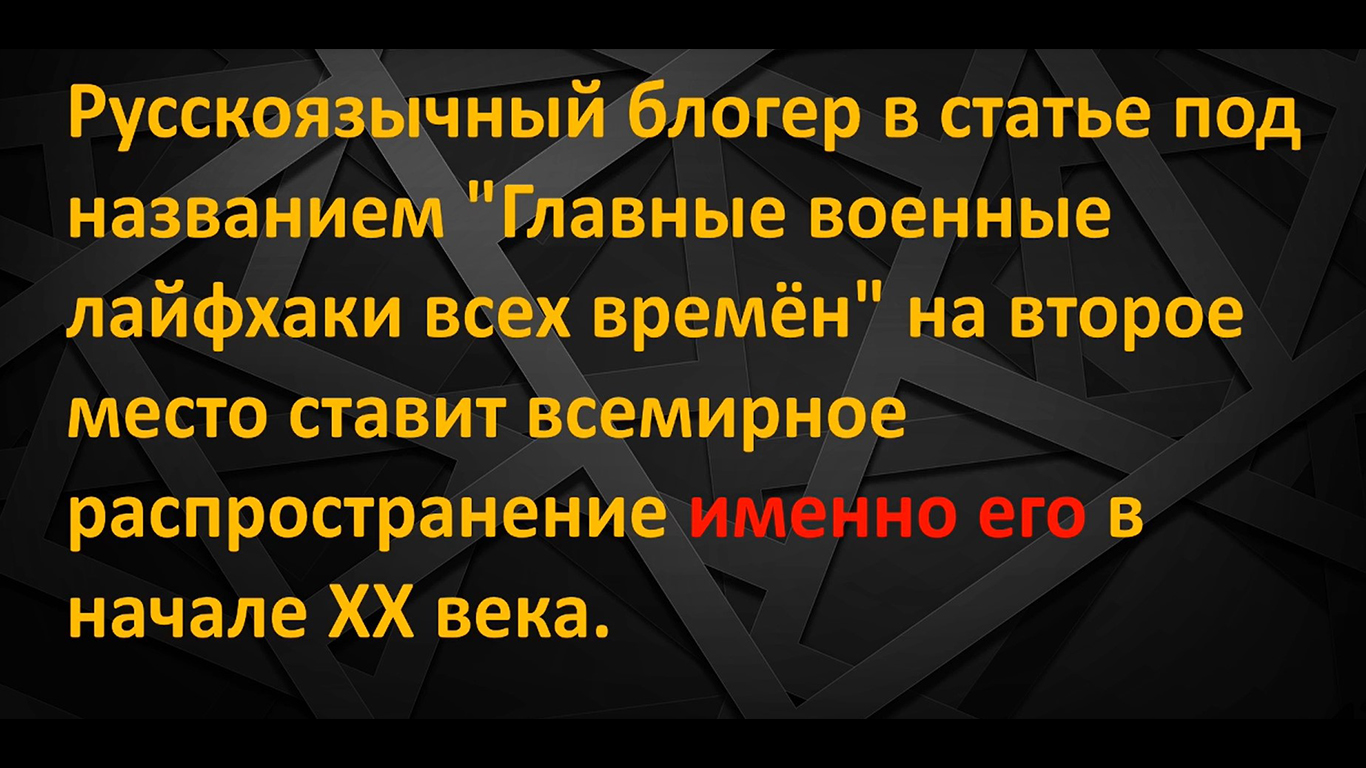 Русскоязычный блогер в статье под
названием "Главные военные
лайфхаки всех времён" на второе
место ставит всемирное
распространение именно его в
начале XX века.